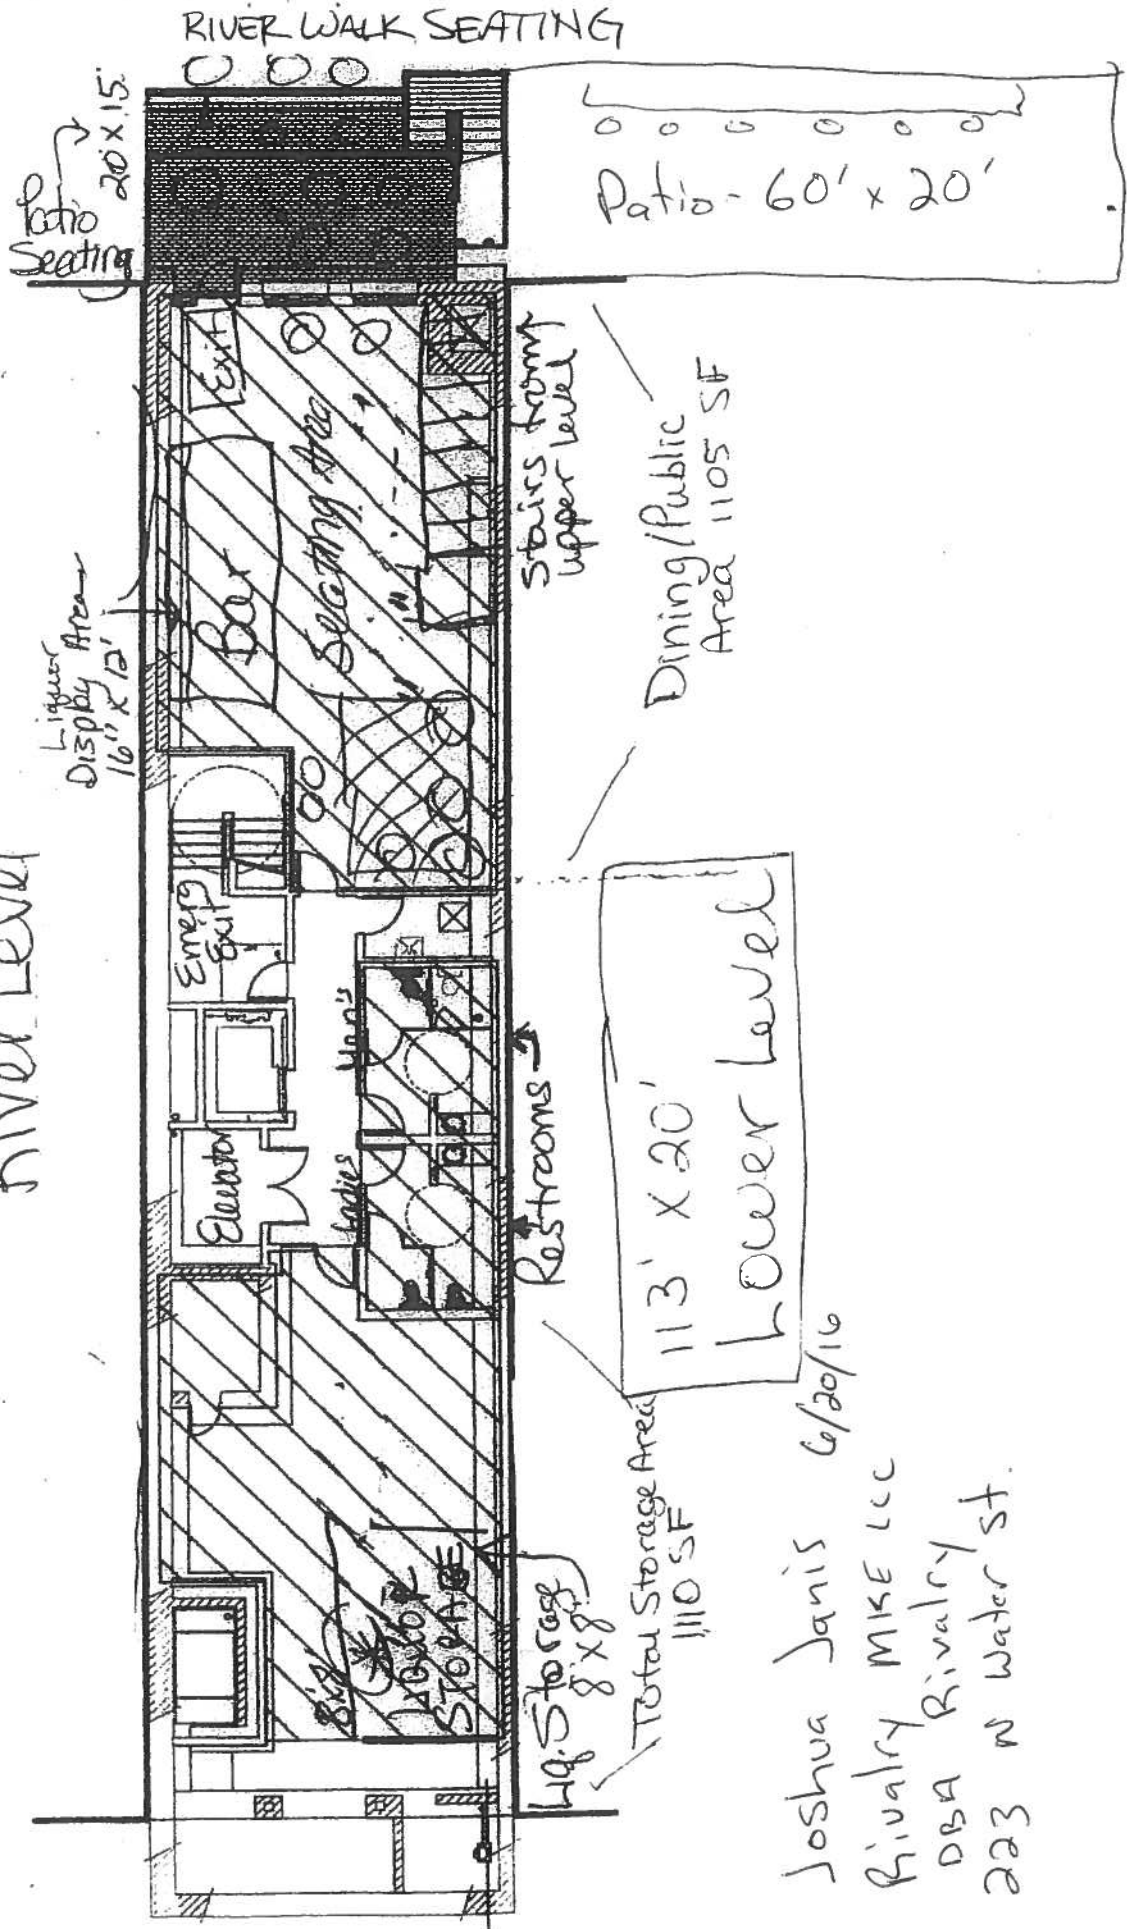 RIVER WALK SEATING
Patio
Seating
20 x 15
Patio - 60' x 20'
River Level
Liquor
Display Area
16" x 12'
Exit
Bar
Seating Area
Stairs from
upper level
Dining/Public
Area 1105 SF
Emerg
Exit
Elevator
Men's
Ladies
Restrooms
113' x 20'
Lower Level
8x8
LIQUOR
STORAGE
Liq. Storage
8' x 8'
Total Storage Area
1,110 SF
Joshua Janis 6/20/16
Rivalry MKE LLC
DBA Rivalry
223 N Water St.